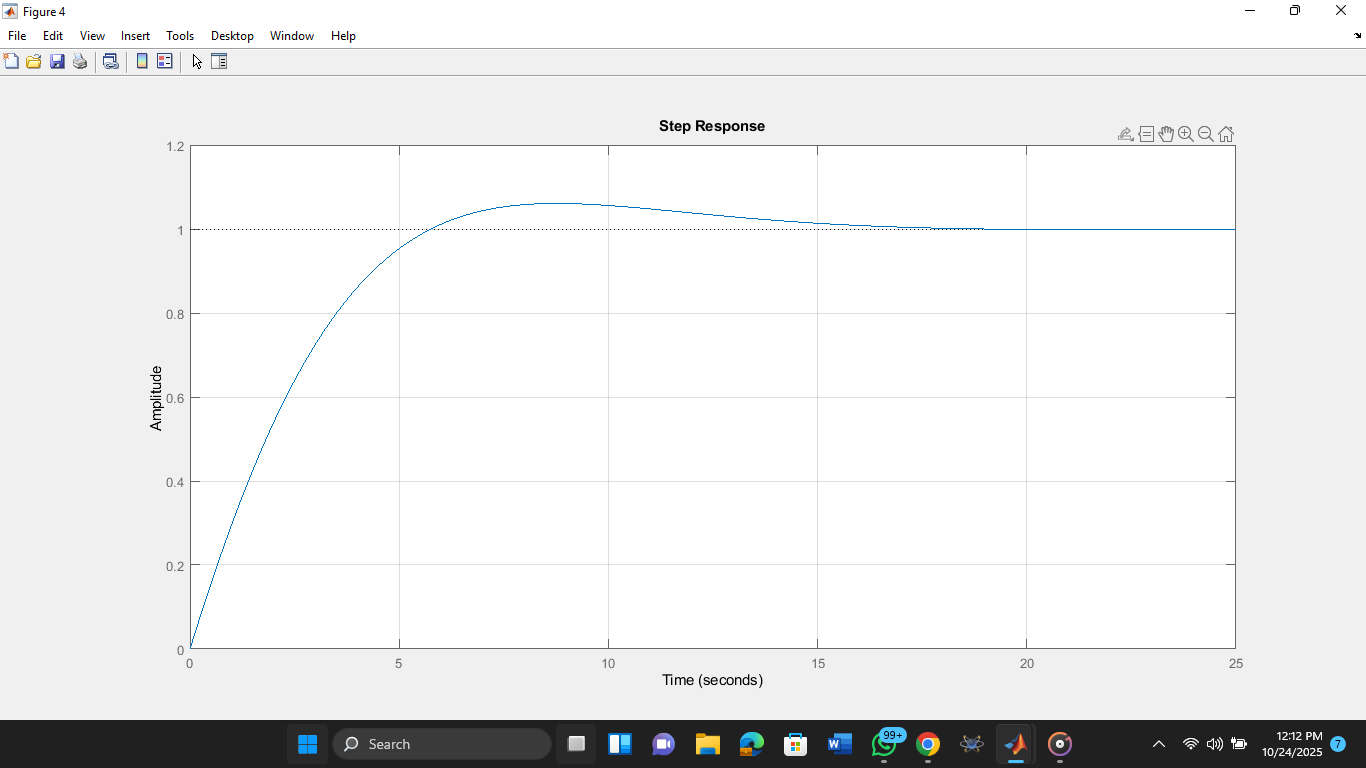 Figure 4
File Edit View Insert Tools Desktop Window Help
Step Response
1.2
1
0.8
0.6
0.4
0.2
0
Amplitude
0 5 10 15 20 25
Time (seconds)
Search
99+
12:12 PM
10/24/2025
7